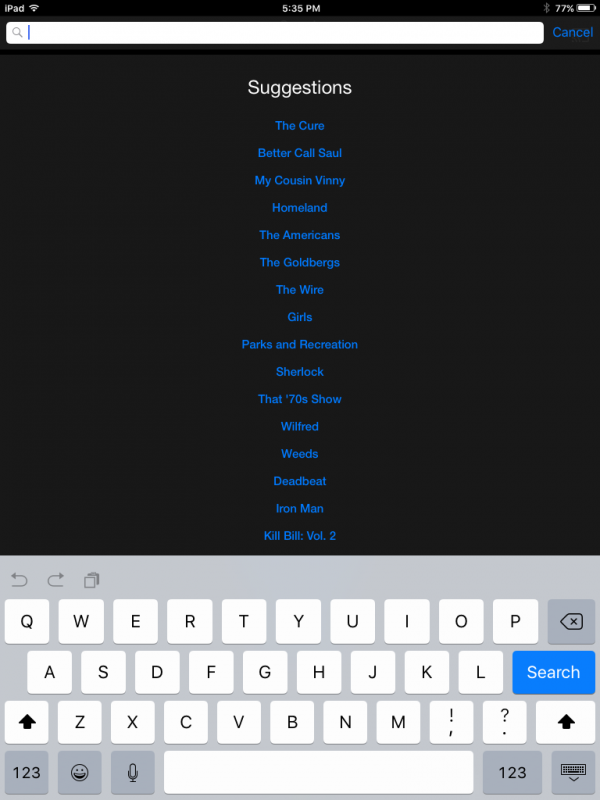 iPad 5:35 PM 77%
Cancel
Suggestions
The Cure
Better Call Saul
My Cousin Vinny
Homeland
The Americans
The Goldbergs
The Wire
Girls
Parks and Recreation
Sherlock
That '70s Show
Wilfred
Weeds
Deadbeat
Iron Man
Kill Bill: Vol. 2
Q W E R T Y U I O P
A S D F G H J K L Search
Z X C V B N M ! , ? .
123 123